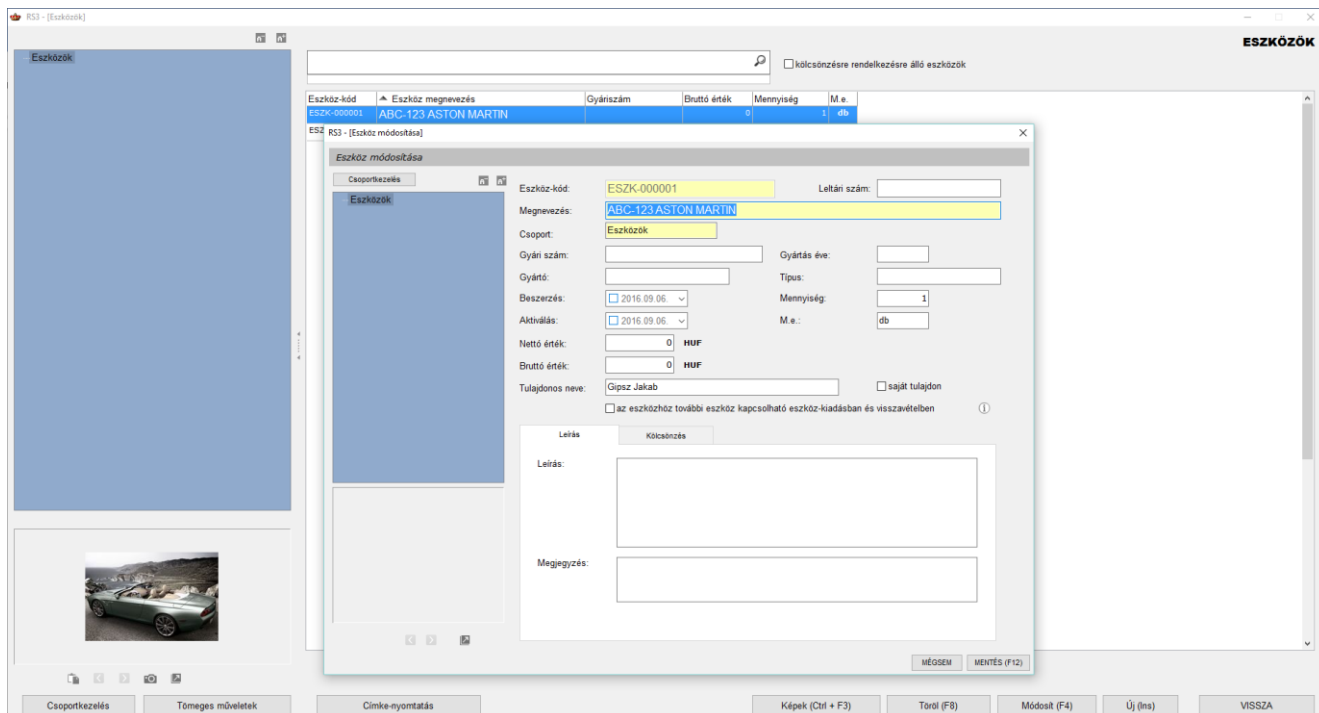 RS3 - [Eszközök]
ESZKÖZÖK
Eszközök
kölcsönzésre rendelkezésre álló eszközök
Eszköz-kód Eszköz megnevezés Gyáriszám Bruttó érték Mennyiség M.e.
ESZK-000001 ABC-123 ASTON MARTIN 0 1 db
ESZ
RS3 - [Eszköz módosítása]
Eszköz módosítása
Csoportkezelés
Eszközök
Eszköz-kód: ESZK-000001 Leltári szám:
Megnevezés: ABC-123 ASTON MARTIN
Csoport: Eszközök
Gyári szám: Gyártás éve:
Gyártó: Típus:
Beszerzés: 2016.09.06. Mennyiség: 1
Aktiválás: 2016.09.06. M.e.: db
Nettó érték: 0 HUF
Bruttó érték: 0 HUF
Tulajdonos neve: Gipsz Jakab saját tulajdon
az eszközhöz további eszköz kapcsolható eszköz-kiadásban és visszavételben
Leírás Kölcsönzés
Leírás:
Megjegyzés:
MÉGSEM MENTÉS (F12)
Csoportkezelés Tömeges műveletek Címke-nyomtatás Képek (Ctrl + F3) Töröl (F8) Módosít (F4) Új (Ins) VISSZA